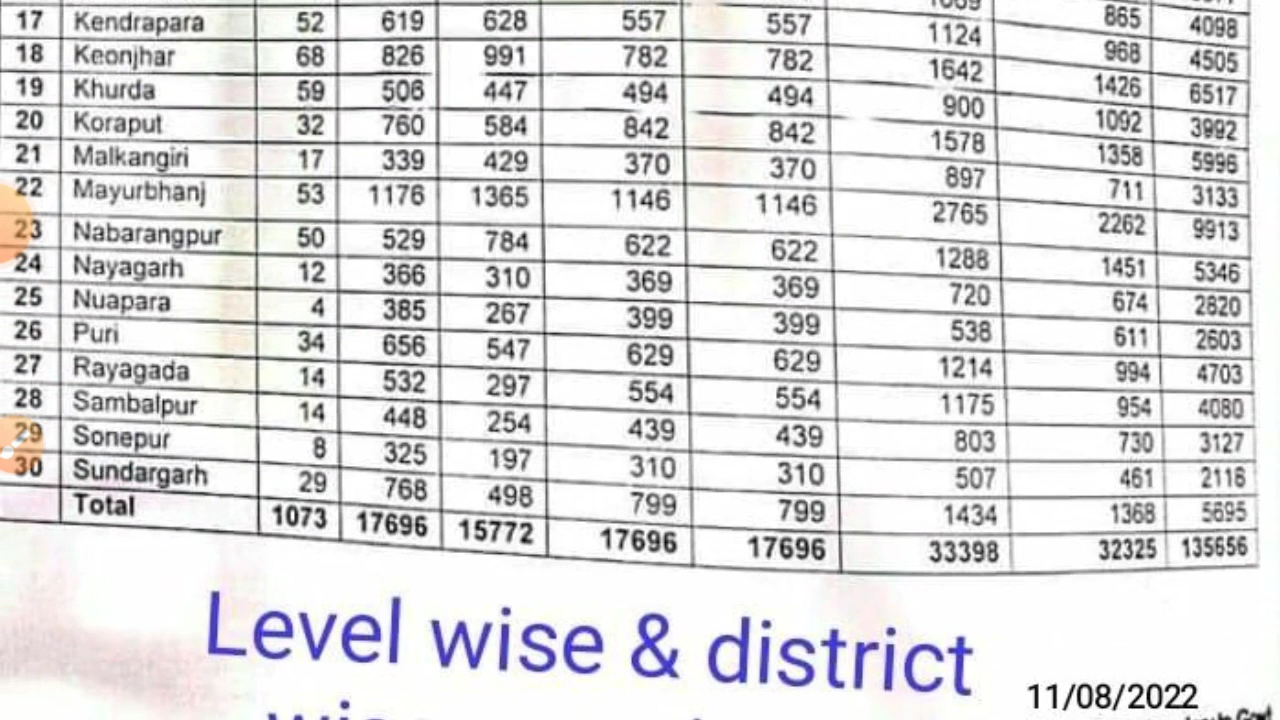 865 4098
17 Kendrapara 52 619 628 557 557 1124 968 4505
18 Keonjhar 68 826 991 782 782 1642 1426 6517
19 Khurda 59 506 447 494 494 900 1092 3992
20 Koraput 32 760 584 842 842 1578 1358 5996
21 Malkangiri 17 339 429 370 370 897 711 3133
22 Mayurbhanj 53 1176 1365 1146 1146 2765 2262 9913
23 Nabarangpur 50 529 784 622 622 1288 1451 5346
24 Nayagarh 12 366 310 369 369 720 674 2820
25 Nuapara 4 385 267 399 399 538 611 2603
26 Puri 34 656 547 629 629 1214 994 4703
27 Rayagada 14 532 297 554 554 1175 954 4080
28 Sambalpur 14 448 254 439 439 803 730 3127
29 Sonepur 8 325 197 310 310 507 461 2118
30 Sundargarh 29 768 498 799 799 1434 1368 5695
Total 1073 17696 15772 17696 17696 33398 32325 135656
Level wise & district
11/08/2022